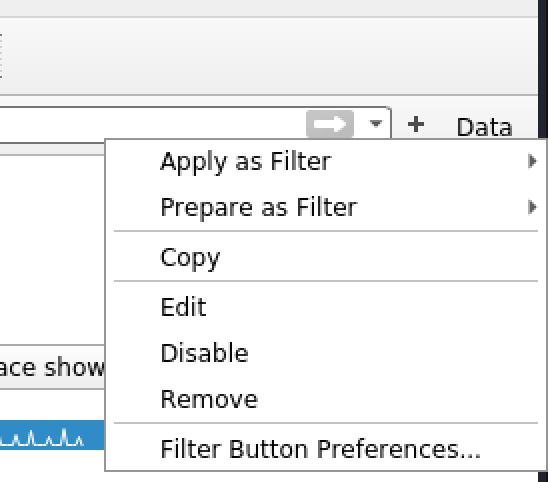 + Data
Apply as Filter
Prepare as Filter
Copy
Edit
ace show
Disable
Remove
Filter Button Preferences...